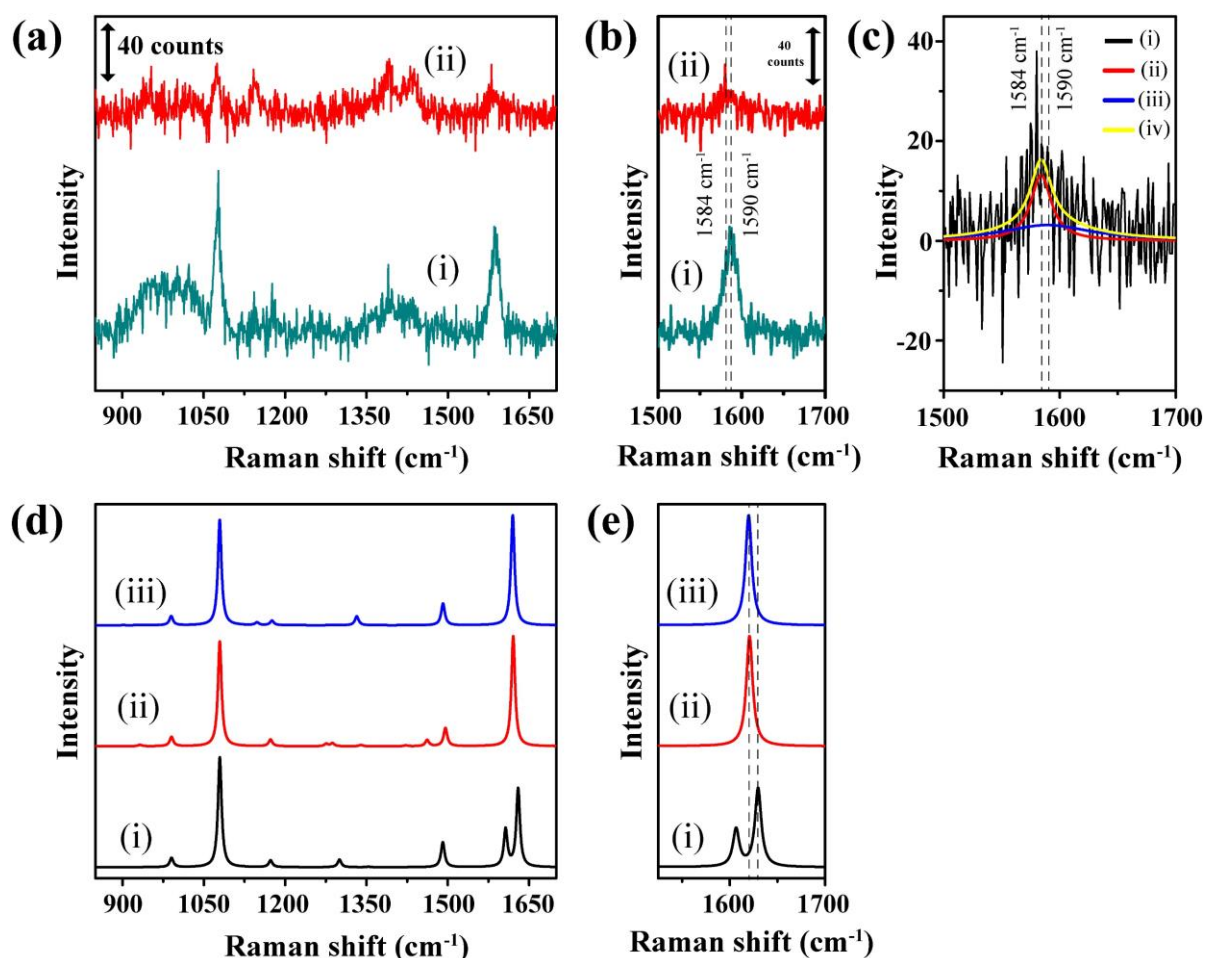 (a)
40 counts
(ii)
(i)
Intensity
900 1050 1200 1350 1500 1650
Raman shift (cm⁻¹)
(b)
40
counts
(ii)
1584 cm⁻¹
1590 cm⁻¹
(i)
Intensity
1500 1600 1700
Raman shift (cm⁻¹)
(c)
40
20
0
-20
1584 cm⁻¹
1590 cm⁻¹
(i)
(ii)
(iii)
(iv)
Intensity
1500 1600 1700
Raman shift (cm⁻¹)
(d)
(iii)
(ii)
(i)
Intensity
900 1050 1200 1350 1500 1650
Raman shift (cm⁻¹)
(e)
(iii)
(ii)
(i)
Intensity
1600 1700
Raman shift (cm⁻¹)